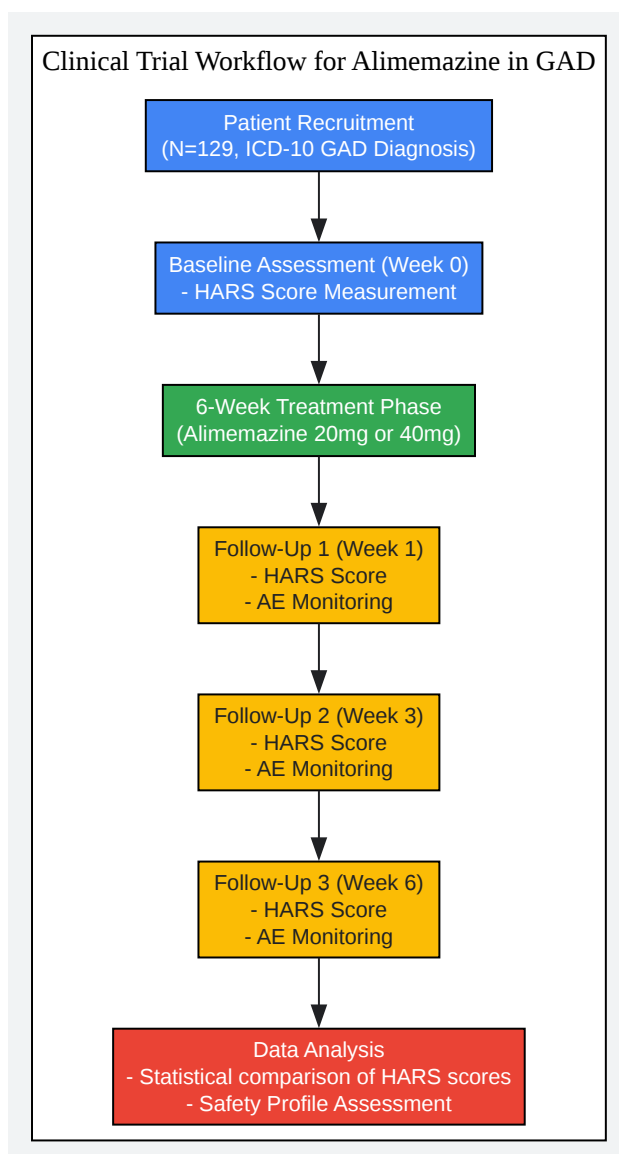 Clinical Trial Workflow for Alimemazine in GAD
Patient Recruitment
(N=129, ICD-10 GAD Diagnosis)
Baseline Assessment (Week 0)
- HARS Score Measurement
6-Week Treatment Phase
(Alimemazine 20mg or 40mg)
Follow-Up 1 (Week 1)
- HARS Score
- AE Monitoring
Follow-Up 2 (Week 3)
- HARS Score
- AE Monitoring
Follow-Up 3 (Week 6)
- HARS Score
- AE Monitoring
Data Analysis
- Statistical comparison of HARS scores
- Safety Profile Assessment